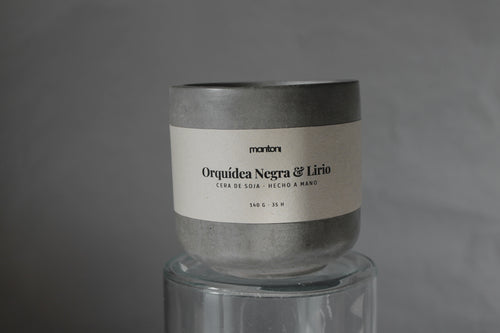 mantoni
Orquídea Negra & Lirio
CERA DE SOJA - HECHO A MANO
140 G - 35 H